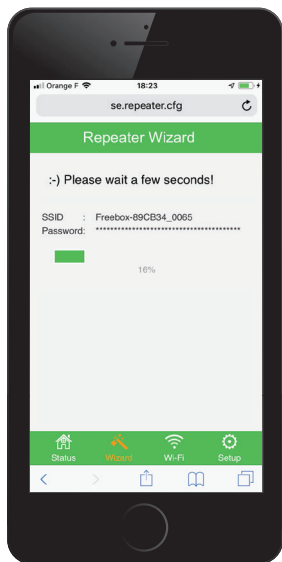 Orange F 18:23
se.repeater.cfg
Repeater Wizard
:-) Please wait a few seconds!
SSID : Freebox-89CB34_0065
Password: ****************************************
16%
Status Wizard Wi-Fi Setup